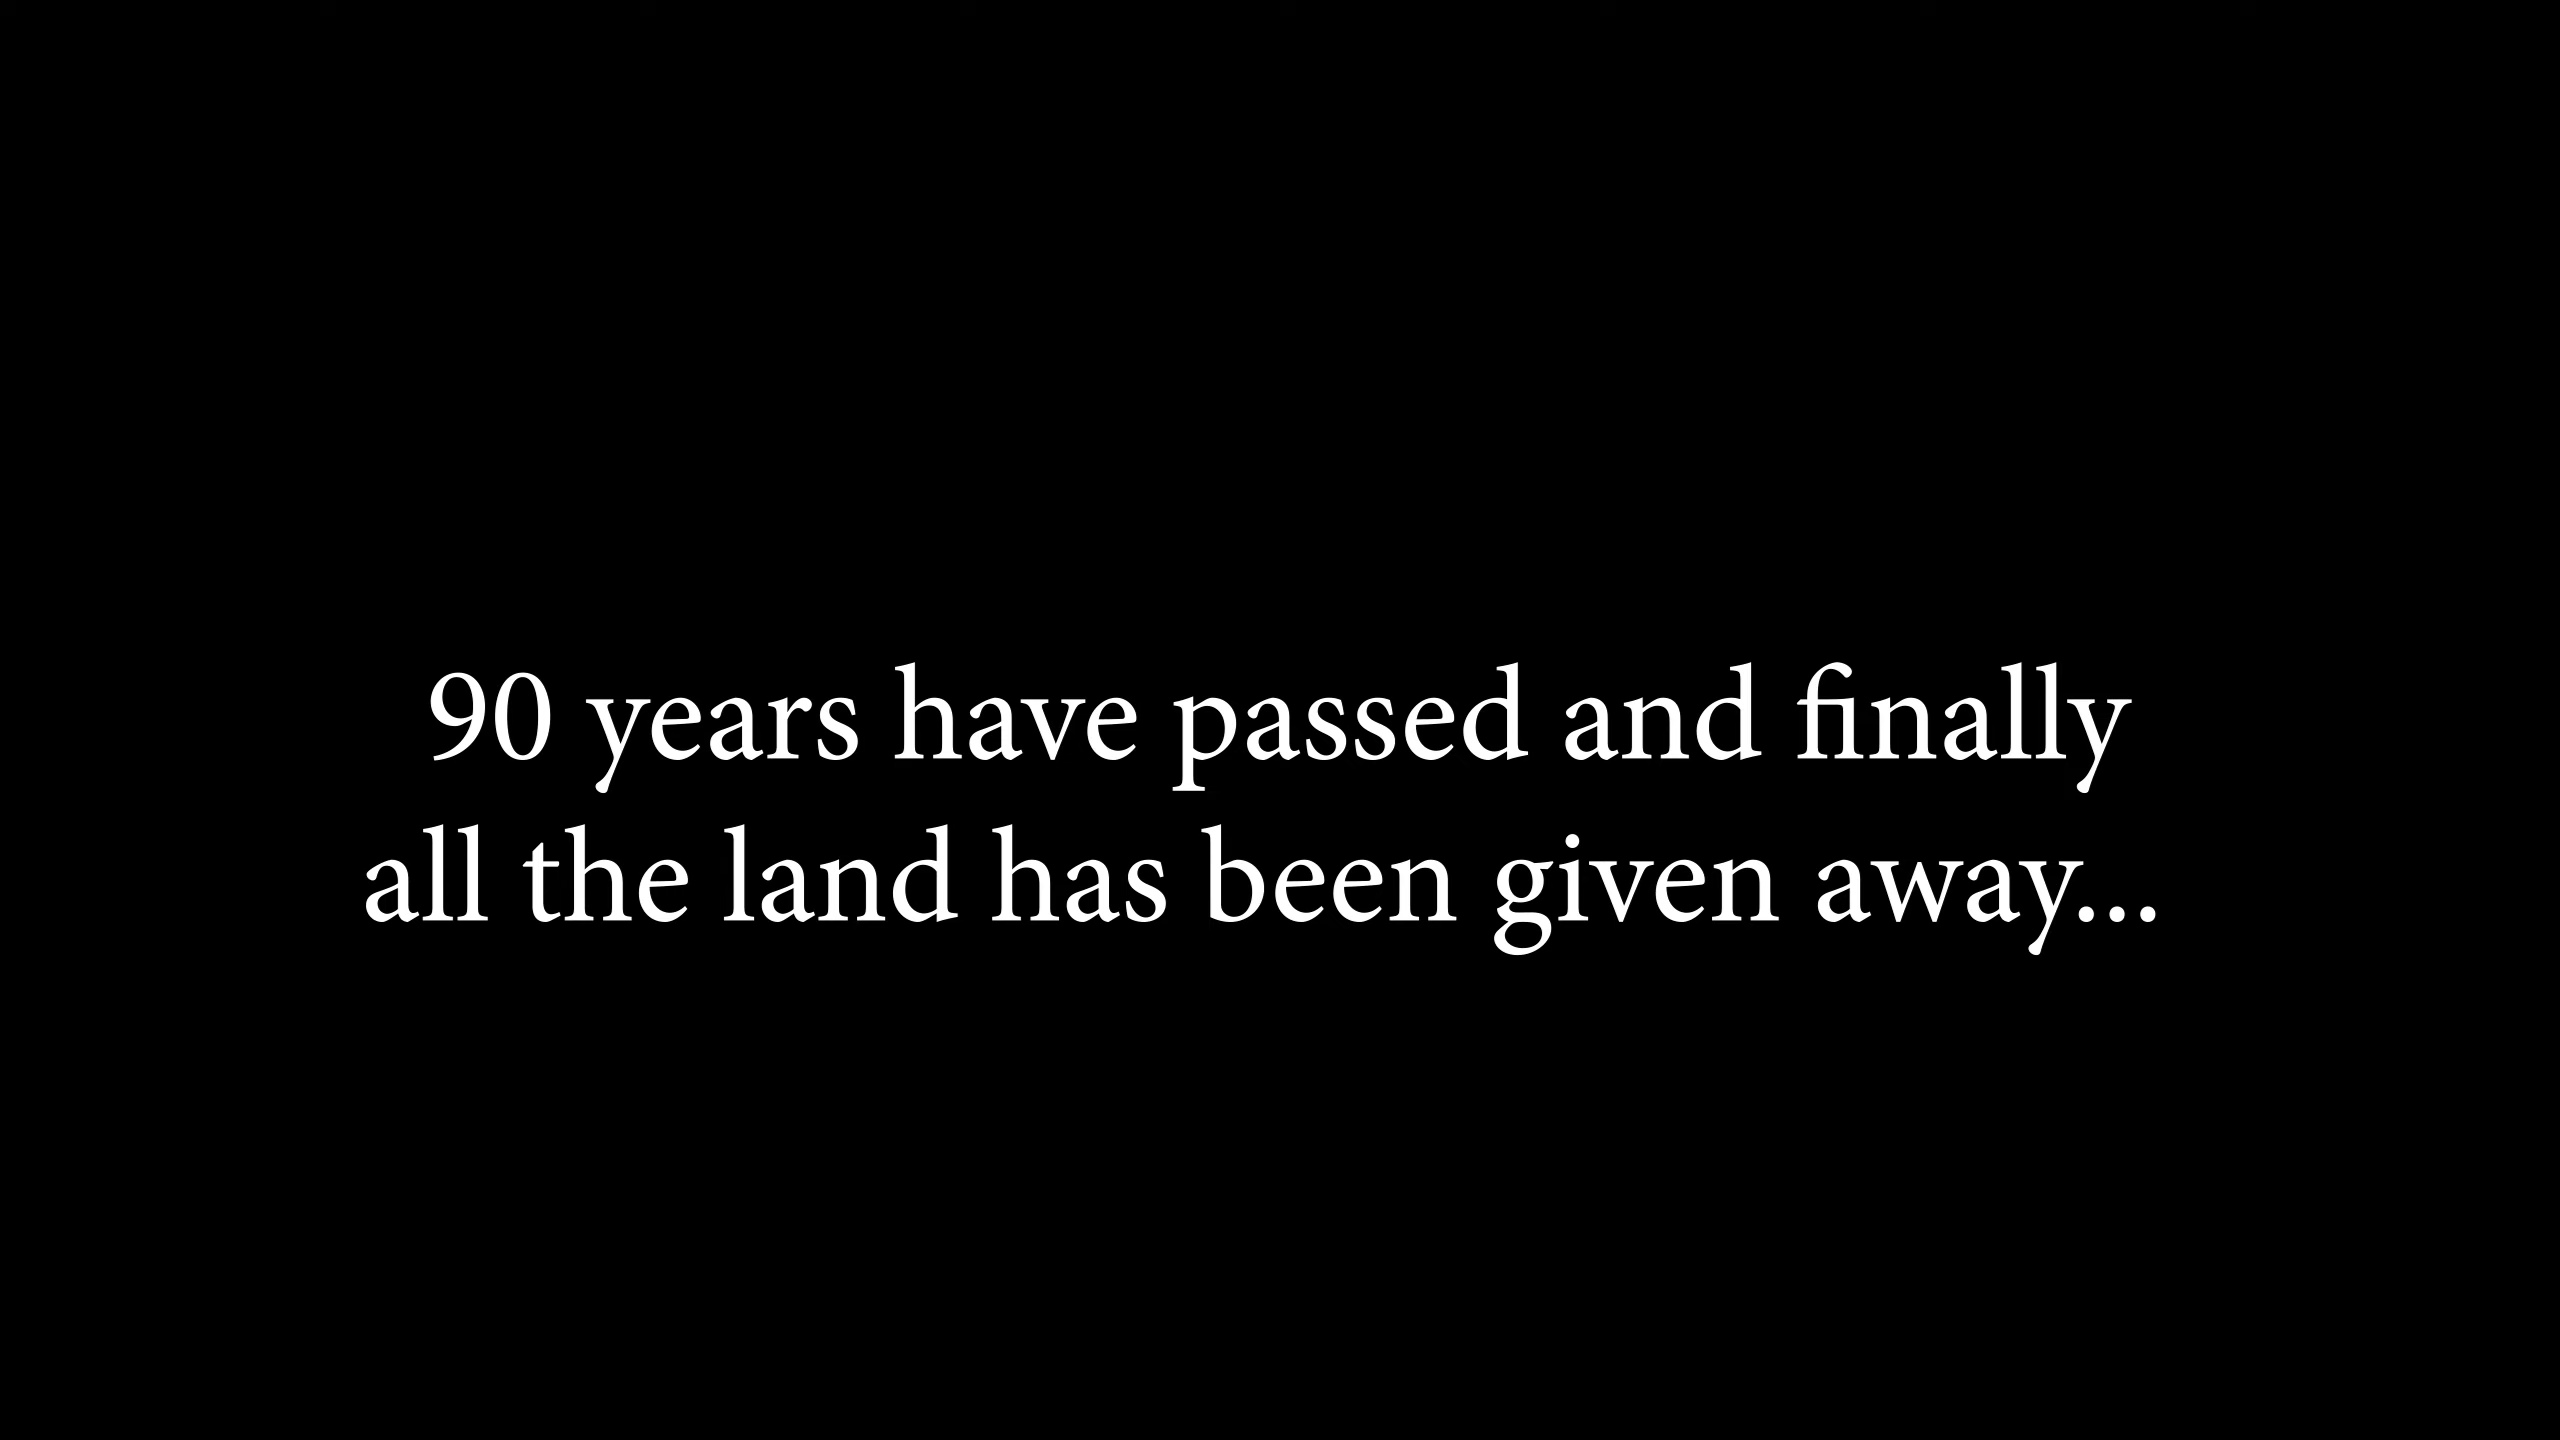 90 years have passed and finally
all the land has been given away...